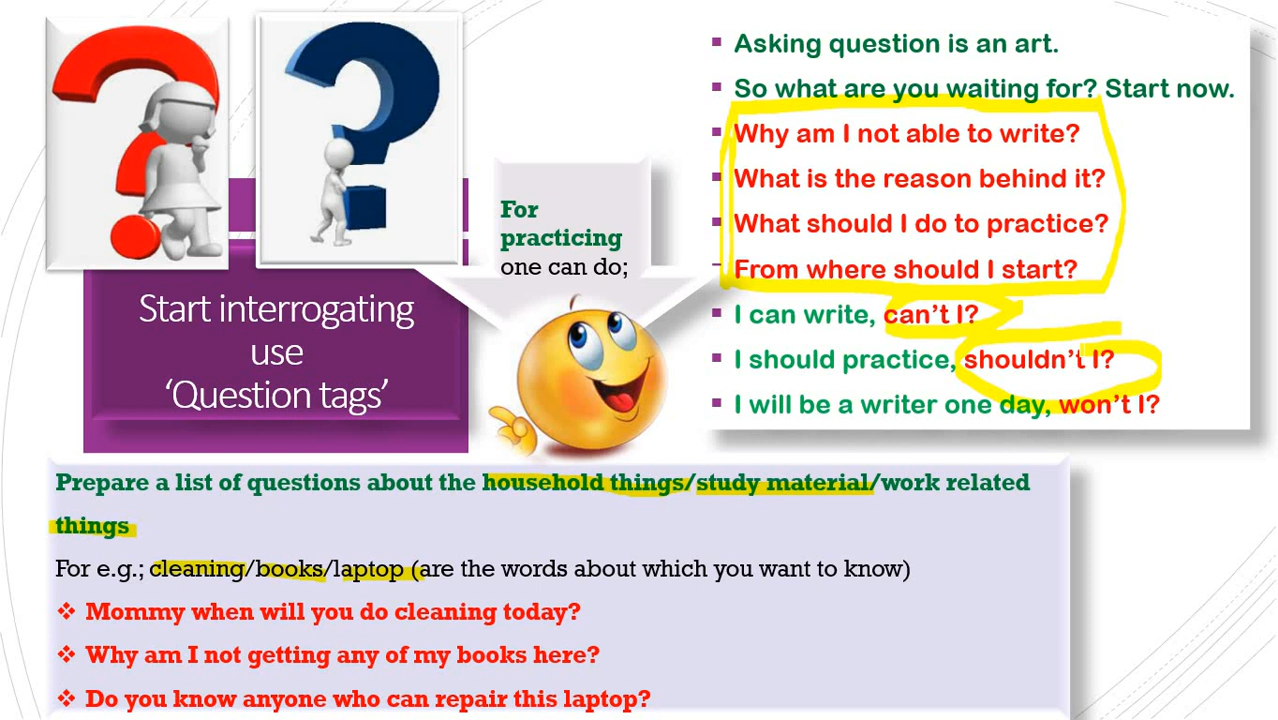 Asking question is an art.
So what are you waiting for? Start now.
Why am I not able to write?
What is the reason behind it?
What should I do to practice?
From where should I start?
I can write, can't I?
I should practice, shouldn't I?
I will be a writer one day, won't I?
For
practicing
one can do;
Start interrogating
use
‘Question tags’
Prepare a list of questions about the household things/study material/work related
things
For e.g.; cleaning/books/laptop (are the words about which you want to know)
❖ Mommy when will you do cleaning today?
❖ Why am I not getting any of my books here?
❖ Do you know anyone who can repair this laptop?